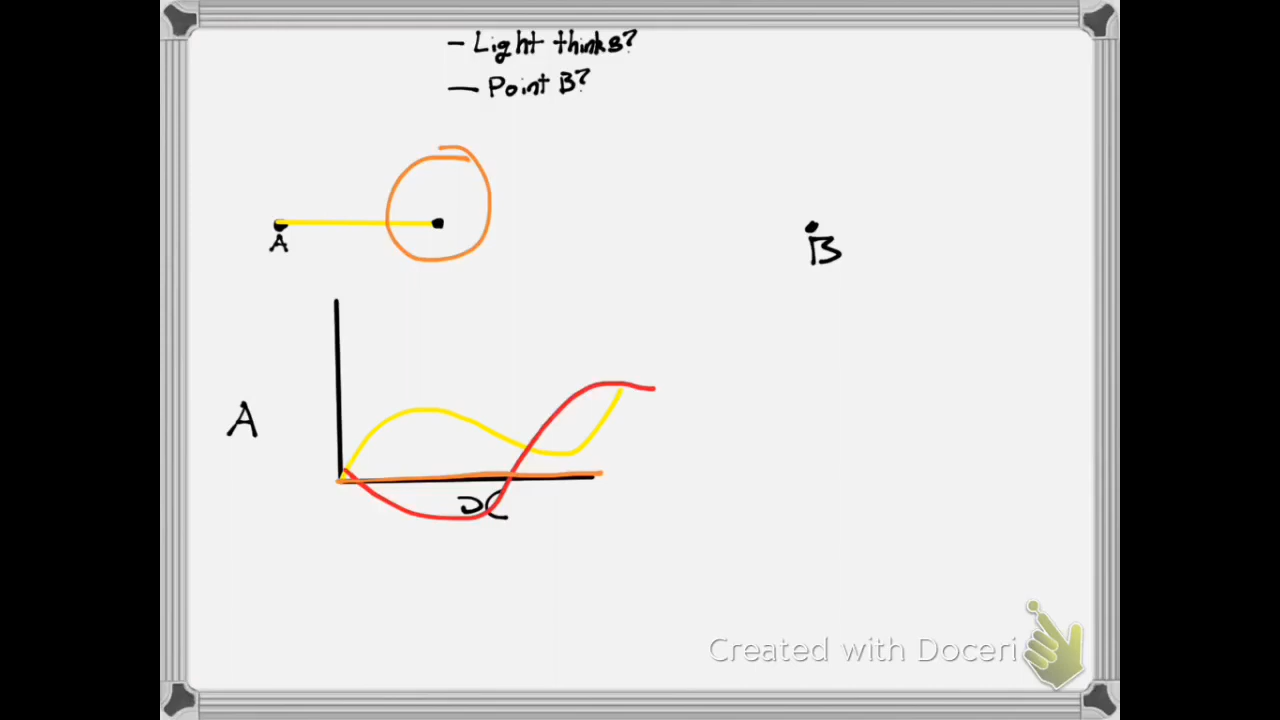 - Light thinks?
- Point B?
A
B
A
x
Created with Doceri